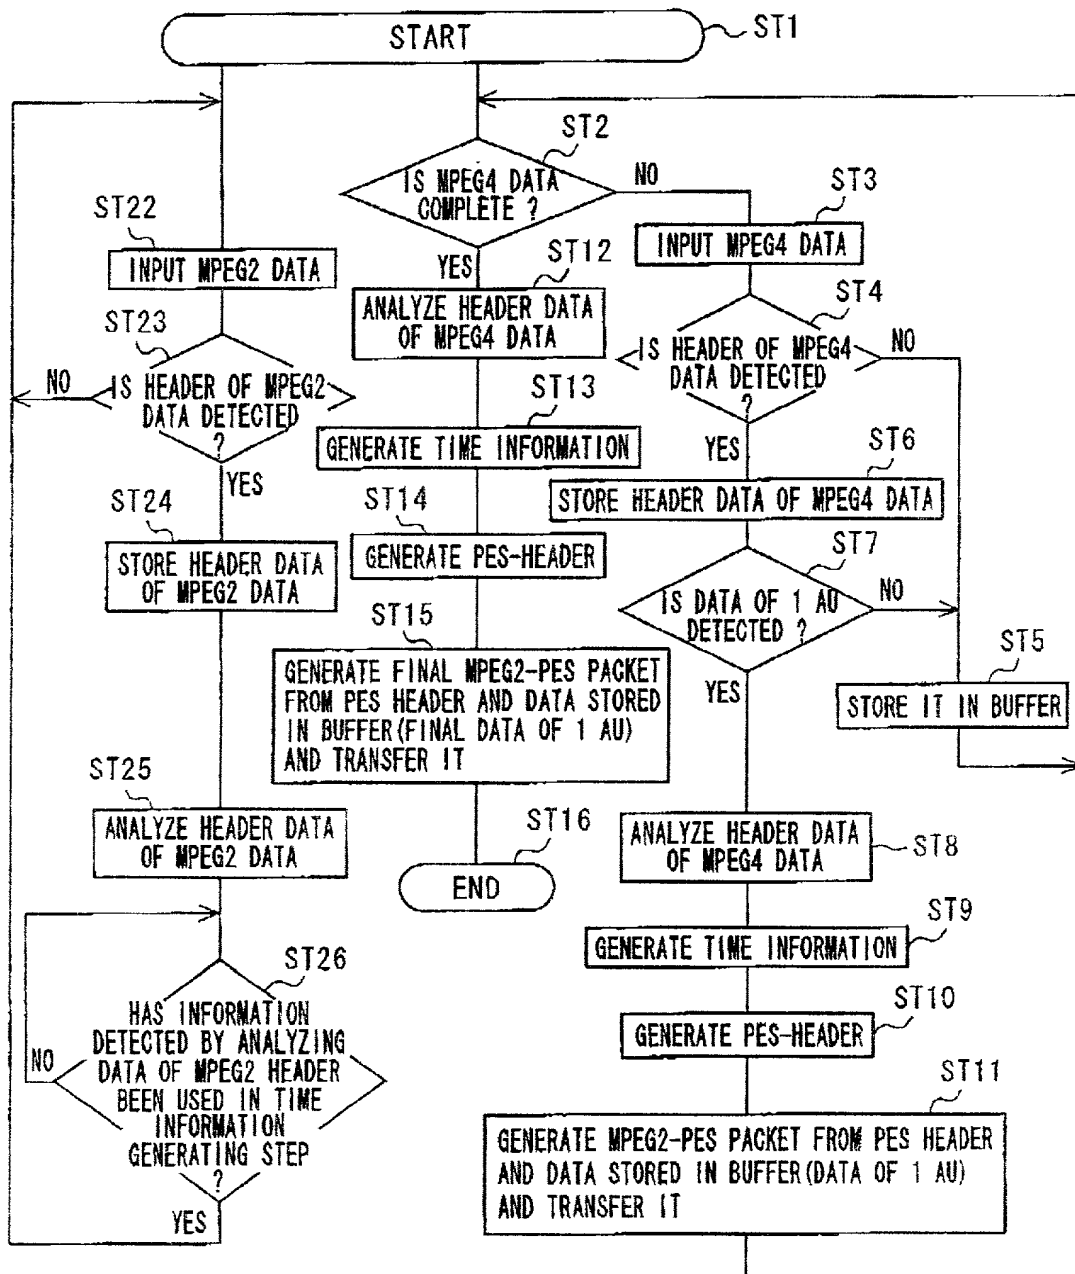 START
ST1
ST2
IS MPEG4 DATA
COMPLETE ?
NO
YES
ST3
INPUT MPEG4 DATA
ST22
INPUT MPEG2 DATA
ST12
ANALYZE HEADER DATA
OF MPEG4 DATA
ST4
IS HEADER OF MPEG4
DATA DETECTED
?
NO
YES
ST23
NO
IS HEADER OF MPEG2
DATA DETECTED
?
YES
ST13
GENERATE TIME INFORMATION
ST6
STORE HEADER DATA OF MPEG4 DATA
ST24
STORE HEADER DATA
OF MPEG2 DATA
ST14
GENERATE PES-HEADER
ST7
IS DATA OF 1 AU
DETECTED ?
NO
YES
ST15
GENERATE FINAL MPEG2-PES PACKET
FROM PES HEADER AND DATA STORED
IN BUFFER(FINAL DATA OF 1 AU)
AND TRANSFER IT
ST5
STORE IT IN BUFFER
ST25
ANALYZE HEADER DATA
OF MPEG2 DATA
ST16
END
ANALYZE HEADER DATA
OF MPEG4 DATA
ST8
ST9
GENERATE TIME INFORMATION
ST26
HAS INFORMATION
DETECTED BY ANALYZING
DATA OF MPEG2 HEADER
BEEN USED IN TIME
INFORMATION
GENERATING STEP
?
NO
YES
ST10
GENERATE PES-HEADER
ST11
GENERATE MPEG2-PES PACKET FROM PES HEADER
AND DATA STORED IN BUFFER(DATA OF 1 AU)
AND TRANSFER IT